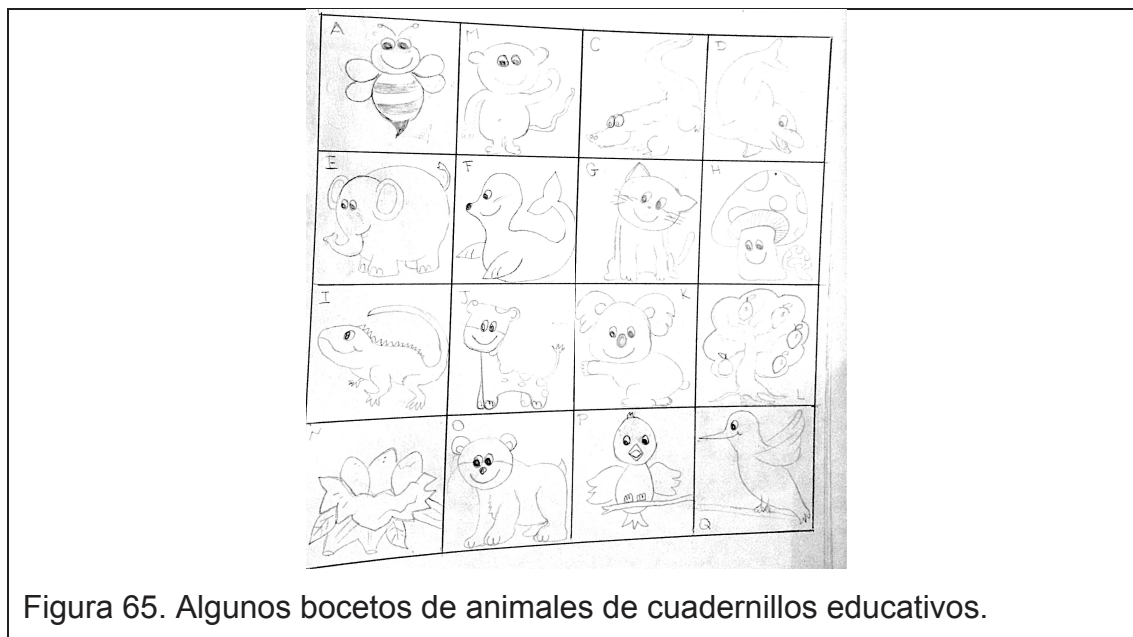 A
M
C
D
E
F
G
H
I
J
K
L
N
O
P
Q
Figura 65. Algunos bocetos de animales de cuadernillos educativos.